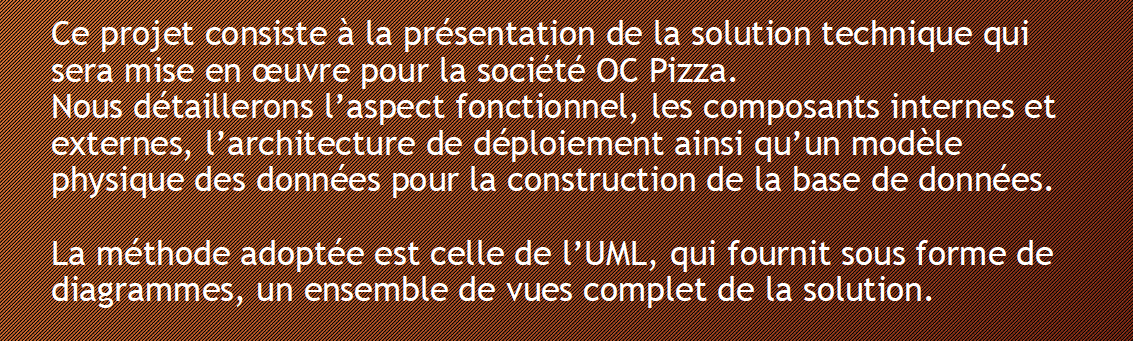 Ce projet consiste à la présentation de la solution technique qui
sera mise en œuvre pour la société OC Pizza.
Nous détaillerons l’aspect fonctionnel, les composants internes et
externes, l’architecture de déploiement ainsi qu’un modèle
physique des données pour la construction de la base de données.
La méthode adoptée est celle de l’UML, qui fournit sous forme de
diagrammes, un ensemble de vues complet de la solution.